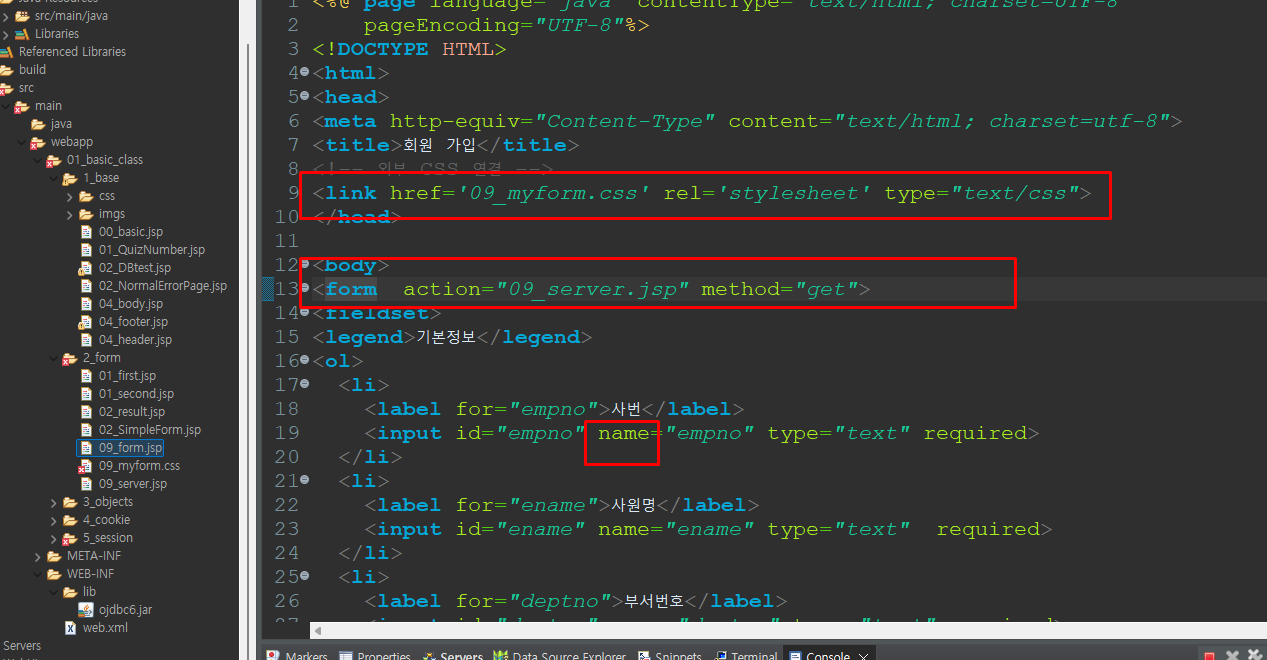 src/main/java
Libraries
Referenced Libraries
build
src
main
java
webapp
01_basic_class
1_base
css
imgs
00_basic.jsp
01_QuizNumber.jsp
02_DBtest.jsp
02_NormalErrorPage.jsp
04_body.jsp
04_footer.jsp
04_header.jsp
2_form
01_first.jsp
01_second.jsp
02_result.jsp
02_SimpleForm.jsp
09_form.jsp
09_myform.css
09_server.jsp
3_objects
4_cookie
5_session
META-INF
WEB-INF
lib
ojdbc6.jar
web.xml
Servers
1 <%@ page language="java" contentType="text/html; charset=UTF-8"
2 pageEncoding="UTF-8"%>
3 <!DOCTYPE HTML>
4 <html>
5 <head>
6 <meta http-equiv="Content-Type" content="text/html; charset=utf-8">
7 <title>회원 가입</title>
8 <!-- 외부 CSS 연결 -->
9 <link href='09_myform.css' rel='stylesheet' type="text/css">
10 </head>
11
12 <body>
13 <form action="09_server.jsp" method="get">
14 <fieldset>
15 <legend>기본정보</legend>
16 <ol>
17 <li>
18 <label for="empno">사번</label>
19 <input id="empno" name="empno" type="text" required>
20 </li>
21 <li>
22 <label for="ename">사원명</label>
23 <input id="ename" name="ename" type="text" required>
24 </li>
25 <li>
26 <label for="deptno">부서번호</label>
Markers Properties Servers Data Source Explorer Snippets Terminal Console